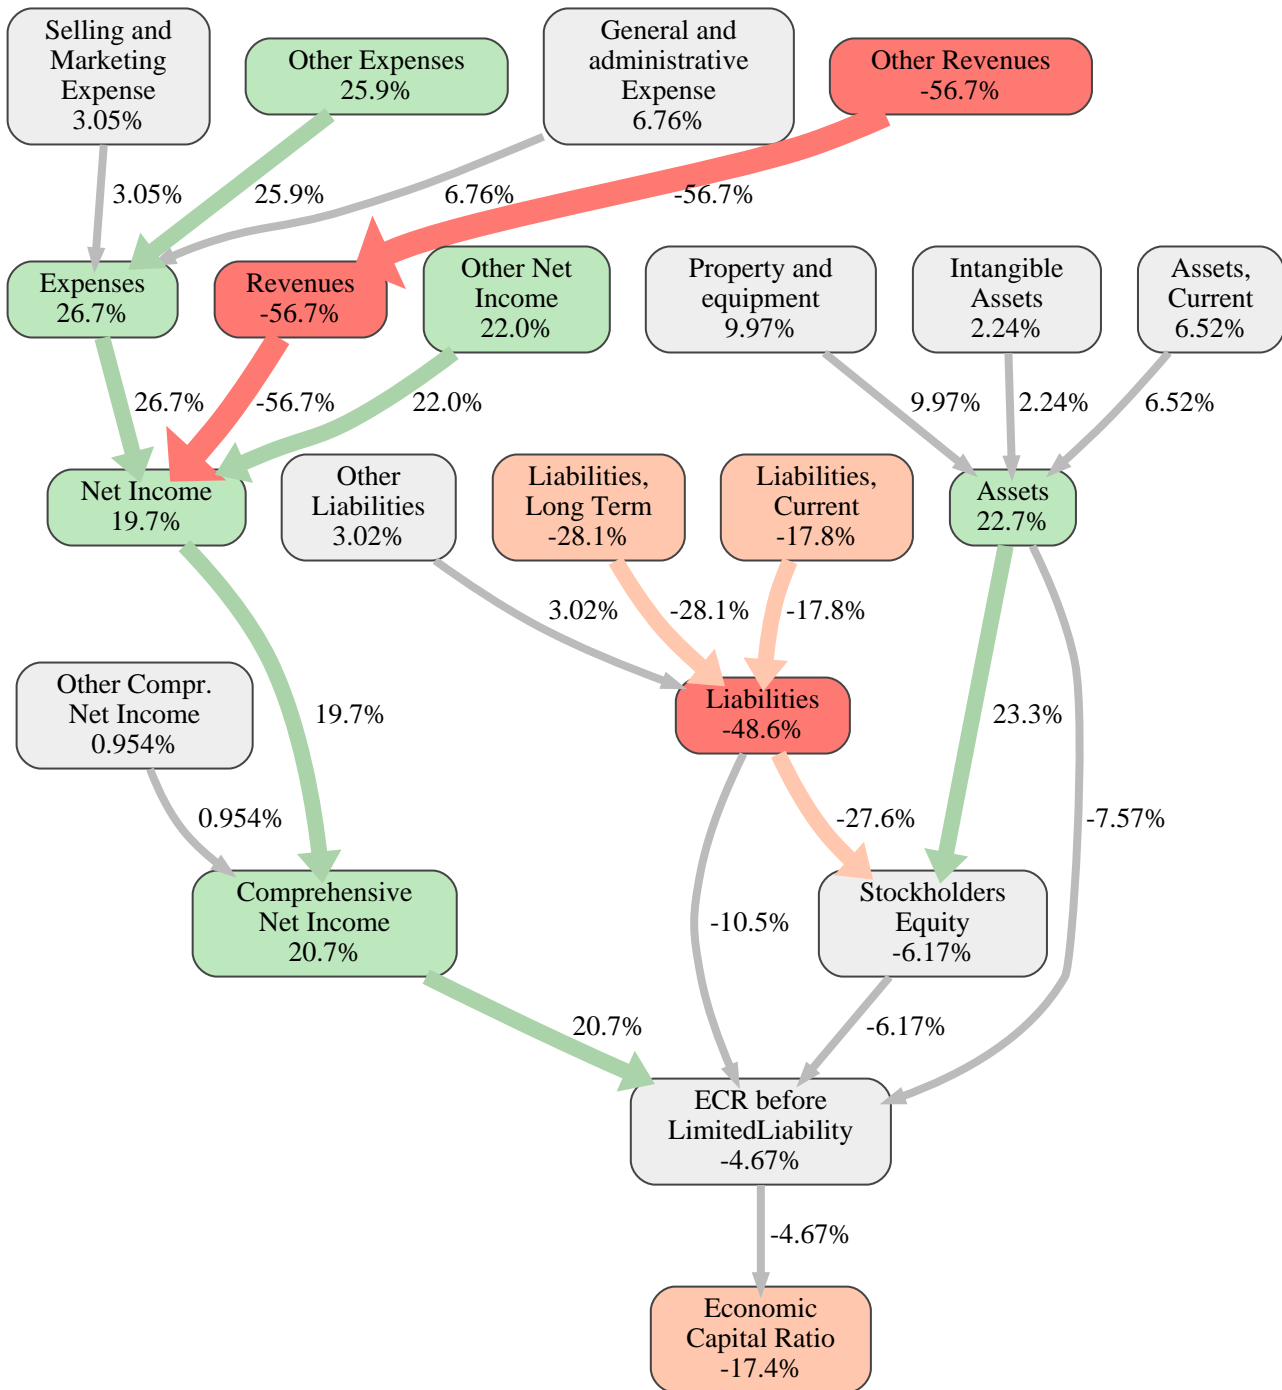 Selling and
Marketing
Expense
3.05%
Other Expenses
25.9%
General and
administrative
Expense
6.76%
Other Revenues
-56.7%
3.05%
25.9%
6.76%
-56.7%
Expenses
26.7%
Revenues
-56.7%
Other Net
Income
22.0%
Property and
equipment
9.97%
Intangible
Assets
2.24%
Assets,
Current
6.52%
26.7%
-56.7%
22.0%
9.97%
2.24%
6.52%
Net Income
19.7%
Other
Liabilities
3.02%
Liabilities,
Long Term
-28.1%
Liabilities,
Current
-17.8%
Assets
22.7%
3.02%
-28.1%
-17.8%
Other Compr.
Net Income
0.954%
19.7%
Liabilities
-48.6%
23.3%
0.954%
-27.6%
-7.57%
Comprehensive
Net Income
20.7%
-10.5%
Stockholders
Equity
-6.17%
20.7%
-6.17%
ECR before
LimitedLiability
-4.67%
-4.67%
Economic
Capital Ratio
-17.4%